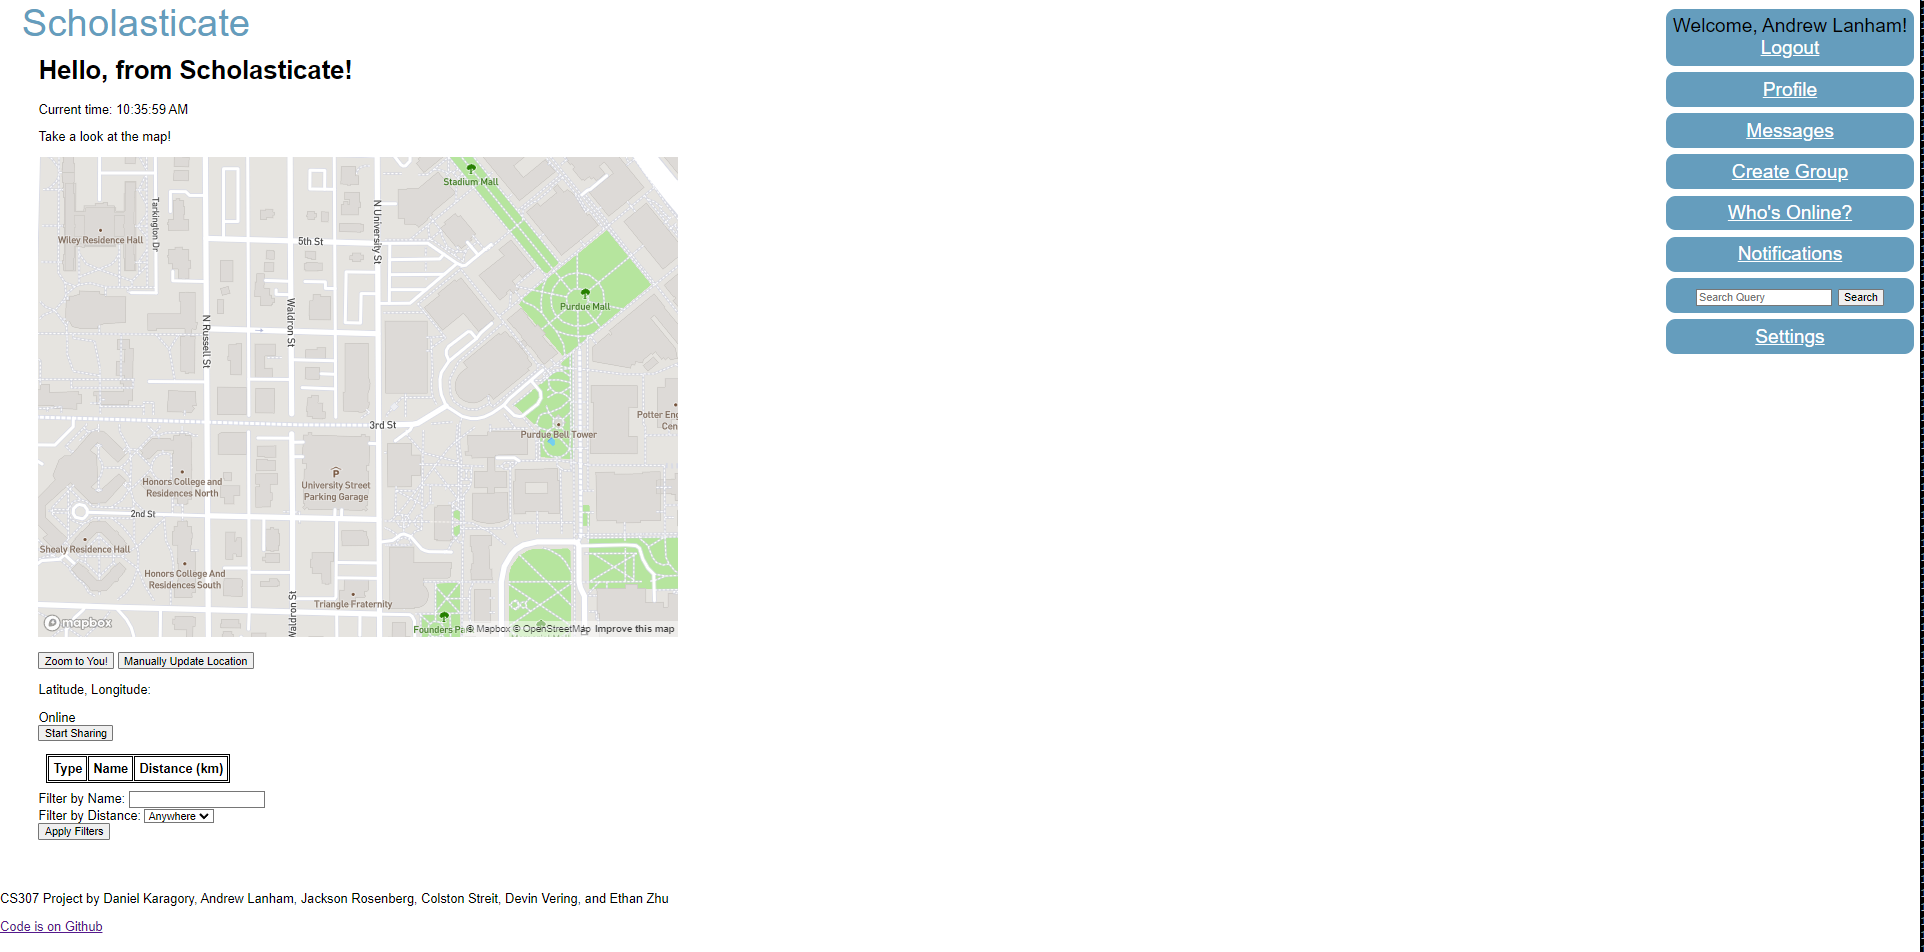 Scholasticate
Welcome, Andrew Lanham!
Logout
Profile
Messages
Create Group
Who's Online?
Notifications
Search Query Search
Settings
Hello, from Scholasticate!
Current time: 10:35:59 AM
Take a look at the map!
Stadium Mall
Tarkington Dr
N University St
Wiley Residence Hall
5th St
Purdue Mall
Waldron St
N Russell St
3rd St
Potter Eng
Cen
Purdue Bell Tower
Honors College and
Residences North
University Street
Parking Garage
2nd St
Shealy Residence Hall
Honors College And
Residences South
Triangle Fraternity
Waldron St
Founders Pa
mapbox
© Mapbox © OpenStreetMap Improve this map
Zoom to You! Manually Update Location
Latitude, Longitude:
Online
Start Sharing
Type Name Distance (km)
Filter by Name:
Filter by Distance: Anywhere
Apply Filters
CS307 Project by Daniel Karagory, Andrew Lanham, Jackson Rosenberg, Colston Streit, Devin Vering, and Ethan Zhu
Code is on Github